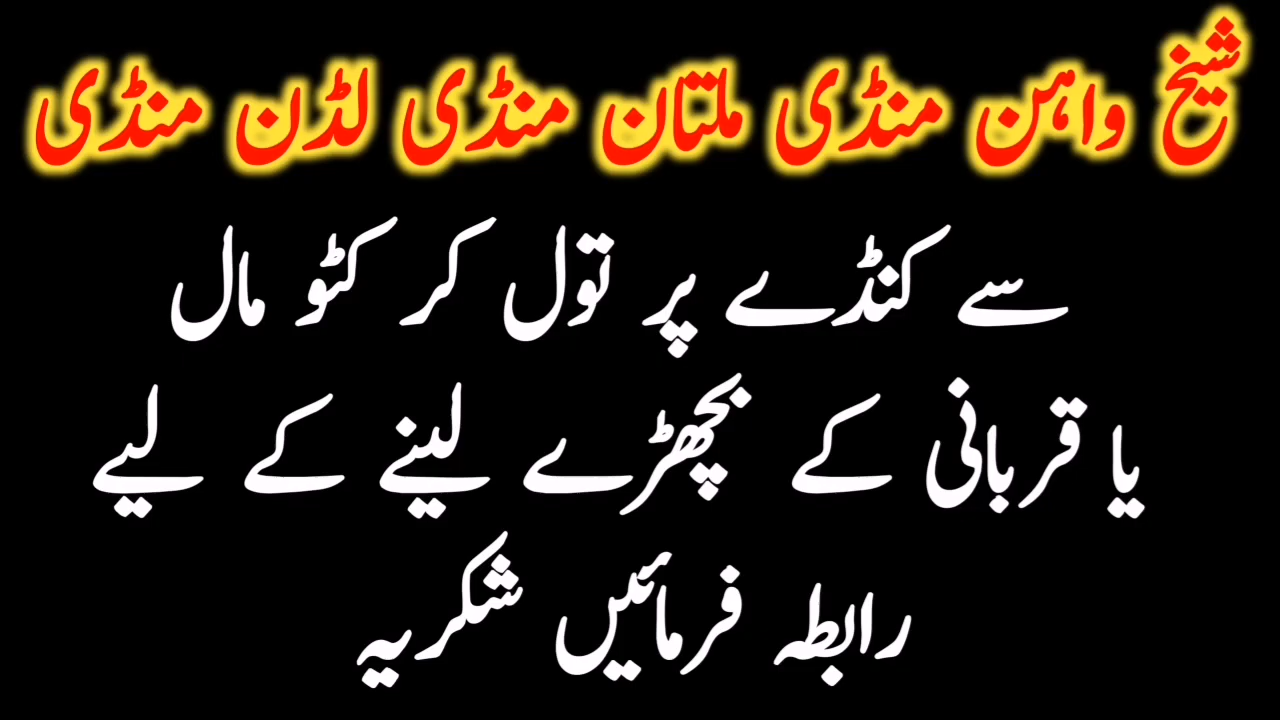 شیخ واہن منڈی ملتان منڈی لڈن منڈی
سے کنڈے پر تول کر کٹو مال
یا قربانی کے بچھڑے لینے کے لیے
رابطہ فرمائیں شکریہ